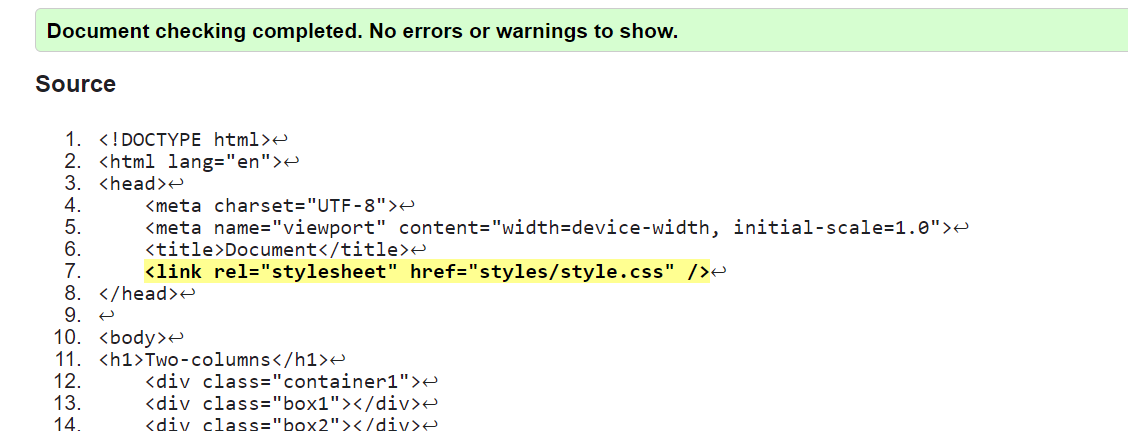 Document checking completed. No errors or warnings to show.
Source
1. <!DOCTYPE html>↩
2. <html lang="en">↩
3. <head>↩
4.     <meta charset="UTF-8">↩
5.     <meta name="viewport" content="width=device-width, initial-scale=1.0">↩
6.     <title>Document</title>↩
7.     <link rel="stylesheet" href="styles/style.css" />↩
8. </head>↩
9. ↩
10. <body>↩
11. <h1>Two-columns</h1>↩
12.     <div class="container1">↩
13.     <div class="box1"></div>↩
14.     <div class="box2"></div>↩